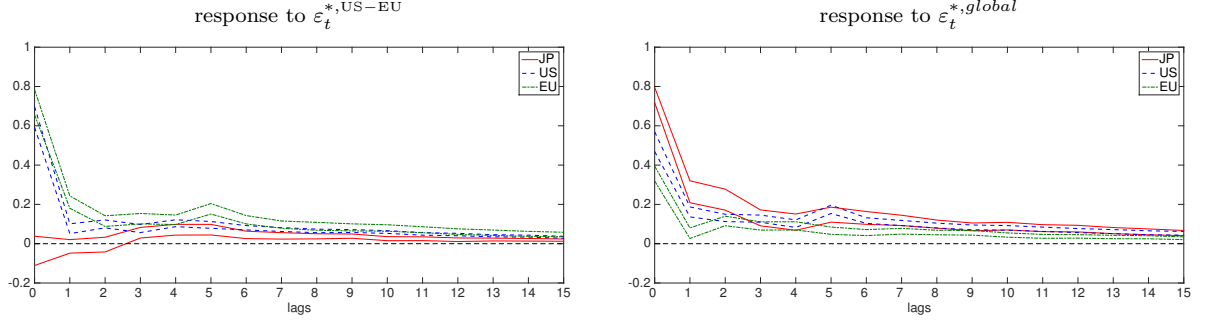 response to ε_t^{*,US−EU}
1
0.8
0.6
0.4
0.2
0
-0.2
0 1 2 3 4 5 6 7 8 9 10 11 12 13 14 15
lags
JP
US
EU
response to ε_t^{*,global}
1
0.8
0.6
0.4
0.2
0
-0.2
0 1 2 3 4 5 6 7 8 9 10 11 12 13 14 15
lags
JP
US
EU